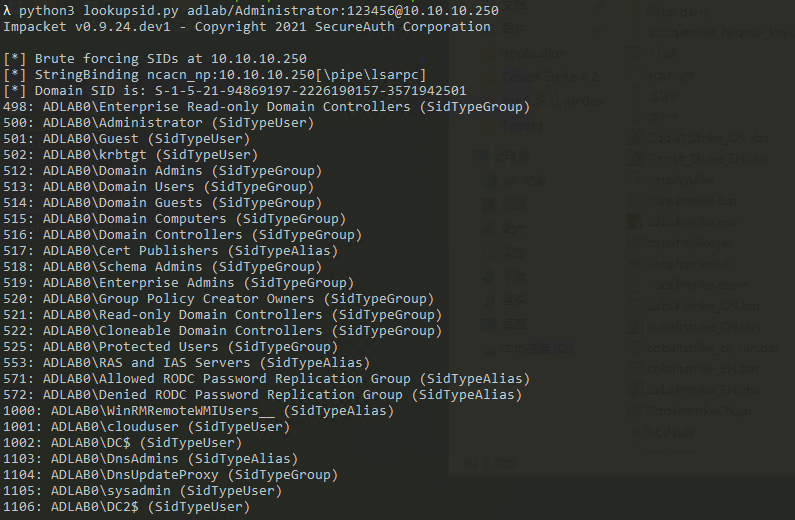 λ python3 lookupsid.py adlab/Administrator:123456@10.10.10.250
Impacket v0.9.24.dev1 - Copyright 2021 SecureAuth Corporation
[*] Brute forcing SIDs at 10.10.10.250
[*] StringBinding ncacn_np:10.10.10.250[\pipe\lsarpc]
[*] Domain SID is: S-1-5-21-94869197-2226190157-3571942501
498: ADLAB0\Enterprise Read-only Domain Controllers (SidTypeGroup)
500: ADLAB0\Administrator (SidTypeUser)
501: ADLAB0\Guest (SidTypeUser)
502: ADLAB0\krbtgt (SidTypeUser)
512: ADLAB0\Domain Admins (SidTypeGroup)
513: ADLAB0\Domain Users (SidTypeGroup)
514: ADLAB0\Domain Guests (SidTypeGroup)
515: ADLAB0\Domain Computers (SidTypeGroup)
516: ADLAB0\Domain Controllers (SidTypeGroup)
517: ADLAB0\Cert Publishers (SidTypeAlias)
518: ADLAB0\Schema Admins (SidTypeGroup)
519: ADLAB0\Enterprise Admins (SidTypeGroup)
520: ADLAB0\Group Policy Creator Owners (SidTypeGroup)
521: ADLAB0\Read-only Domain Controllers (SidTypeGroup)
522: ADLAB0\Cloneable Domain Controllers (SidTypeGroup)
525: ADLAB0\Protected Users (SidTypeGroup)
553: ADLAB0\RAS and IAS Servers (SidTypeAlias)
571: ADLAB0\Allowed RODC Password Replication Group (SidTypeAlias)
572: ADLAB0\Denied RODC Password Replication Group (SidTypeAlias)
1000: ADLAB0\WinRMRemoteWMIUsers__ (SidTypeAlias)
1001: ADLAB0\clouduser (SidTypeUser)
1002: ADLAB0\DC$ (SidTypeUser)
1103: ADLAB0\DnsAdmins (SidTypeAlias)
1104: ADLAB0\DnsUpdateProxy (SidTypeGroup)
1105: ADLAB0\sysadmin (SidTypeUser)
1106: ADLAB0\DC2$ (SidTypeUser)